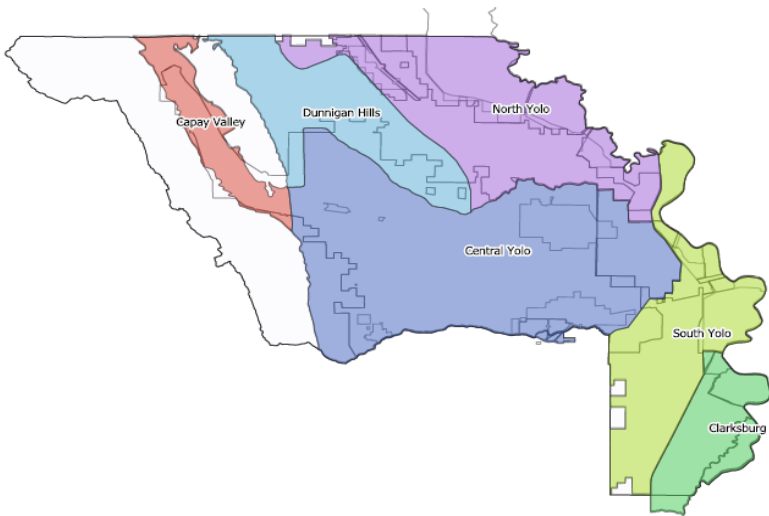 North Yolo
Dunnigan Hills
Capay Valley
Central Yolo
South Yolo
Clarksburg